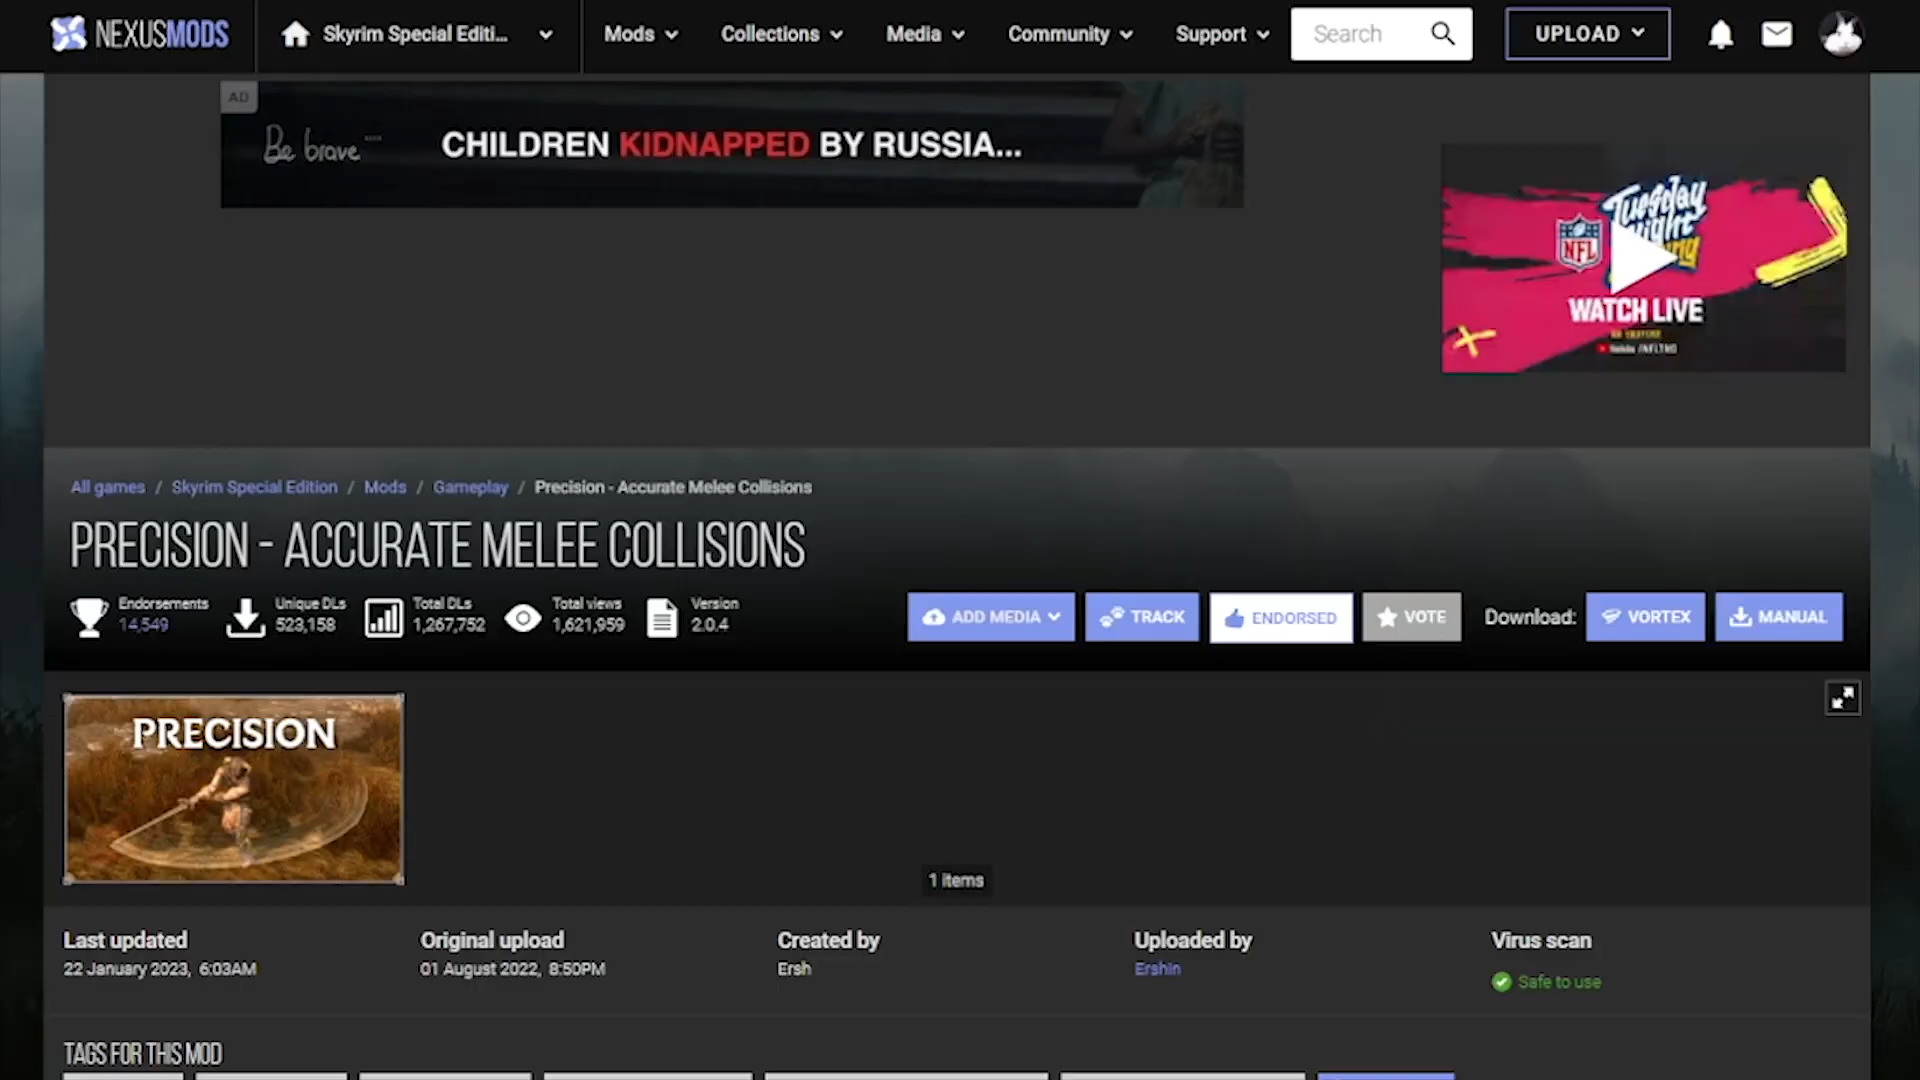 NEXUSMODS
Skyrim Special Editi...
Mods
Collections
Media
Community
Support
Search
UPLOAD
AD
Be brave
CHILDREN KIDNAPPED BY RUSSIA...
Tuesday
NFL
WATCH LIVE
All games / Skyrim Special Edition / Mods / Gameplay / Precision - Accurate Melee Collisions
PRECISION - ACCURATE MELEE COLLISIONS
Endorsements
14,549
Unique DLs
523,158
Total DLs
1,267,752
Total views
1,621,959
Version
2.0.4
ADD MEDIA
TRACK
ENDORSED
VOTE
Download:
VORTEX
MANUAL
PRECISION
1 items
Last updated
22 January 2023, 6:03AM
Original upload
01 August 2022, 8:50PM
Created by
Ersh
Uploaded by
Ershin
Virus scan
Safe to use
TAGS FOR THIS MOD